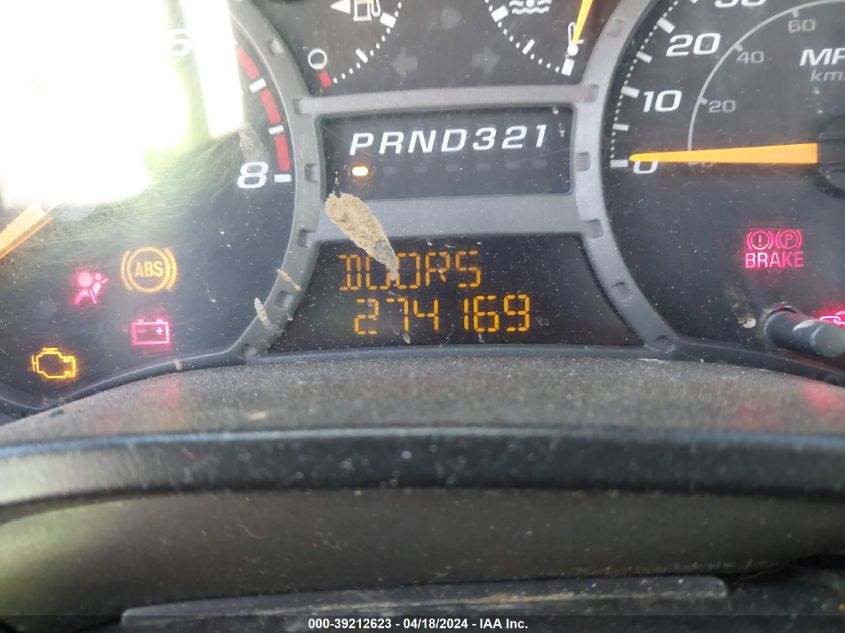 30
20
10
0
60
40
20
MP
km
PRND321
8
ABS
DOORS
274169
BRAKE
P
000-39212623 - 04/18/2024 - IAA Inc.